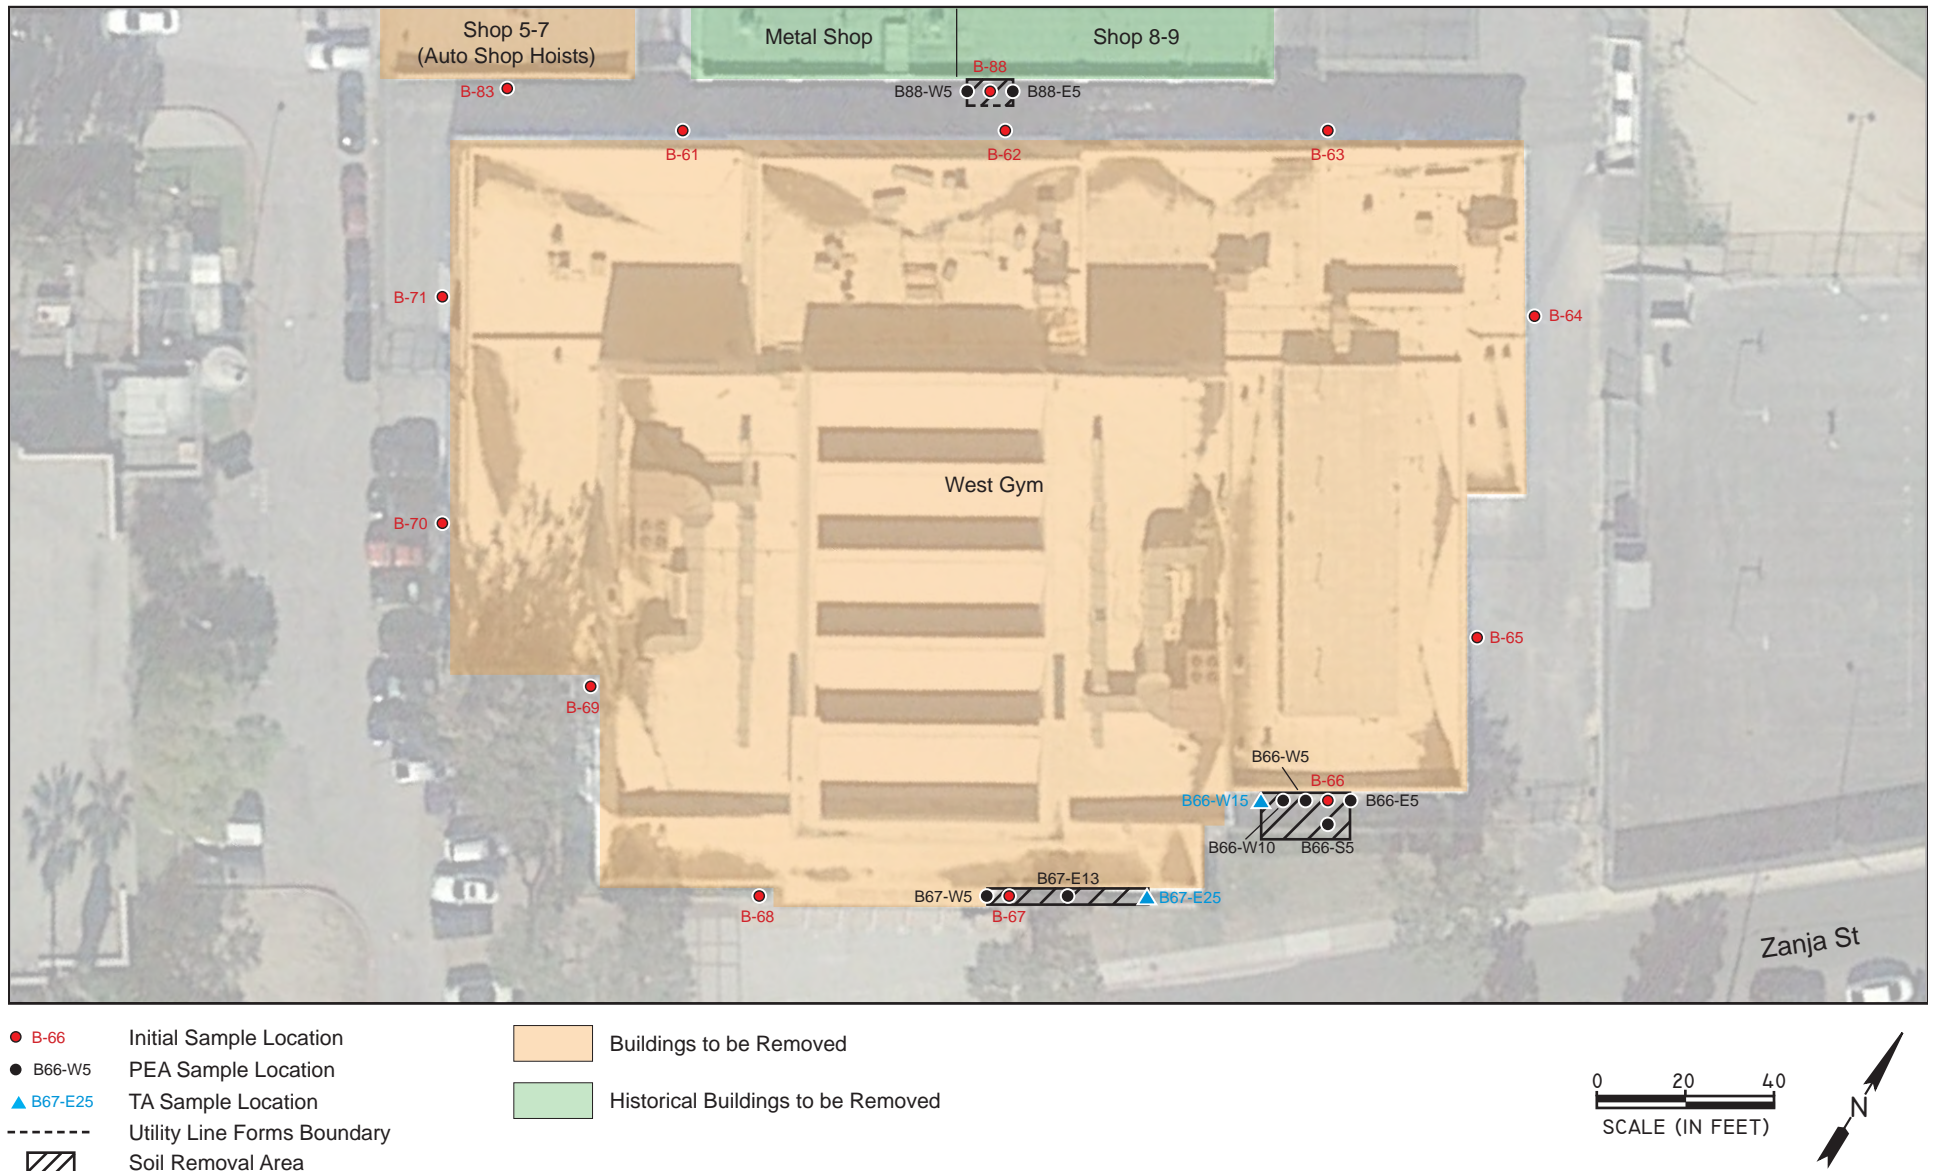 Shop 5-7
(Auto Shop Hoists)
Metal Shop
Shop 8-9
B-88
B-83
B88-W5
B88-E5
B-61
B-62
B-63
B-71
B-64
West Gym
B-70
B-65
B-69
B66-W5
B-66
B66-W15
B66-E5
B66-W10
B66-S5
B67-E13
B67-W5
B67-E25
B-68
B-67
Zanja St
B-66 Initial Sample Location
B66-W5 PEA Sample Location
B67-E25 TA Sample Location
Utility Line Forms Boundary
Soil Removal Area
Buildings to be Removed
Historical Buildings to be Removed
0 20 40
SCALE (IN FEET)
N